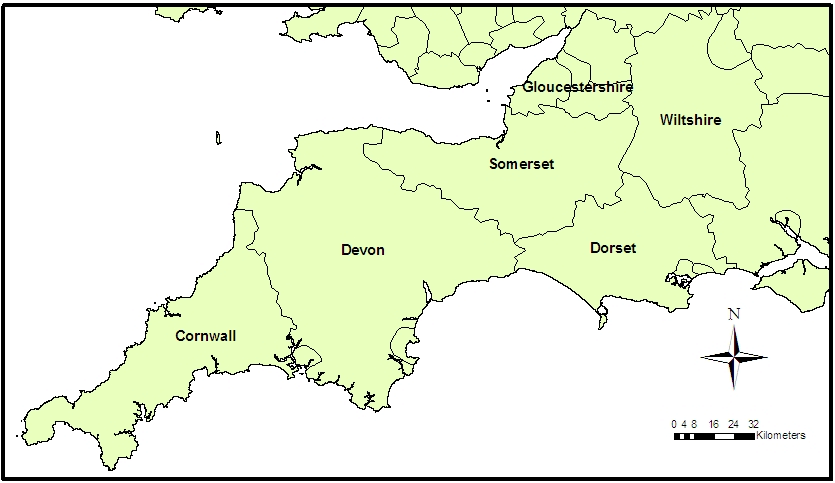 Gloucestershire
Wiltshire
Somerset
Devon
Dorset
Cornwall
N
0 4 8 16 24 32
Kilometers